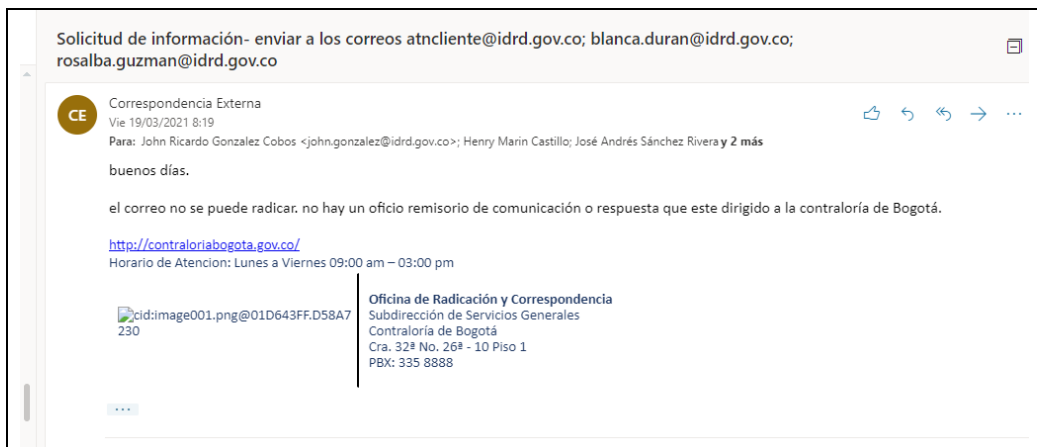 Solicitud de información- enviar a los correos atncliente@idrd.gov.co; blanca.duran@idrd.gov.co;
rosalba.guzman@idrd.gov.co
CE
Correspondencia Externa
Vie 19/03/2021 8:19
Para: John Ricardo Gonzalez Cobos <john.gonzalez@idrd.gov.co>; Henry Marin Castillo; José Andrés Sánchez Rivera y 2 más
buenos días.
el correo no se puede radicar. no hay un oficio remisorio de comunicación o respuesta que este dirigido a la contraloría de Bogotá.
http://contraloriabogota.gov.co/
Horario de Atencion: Lunes a Viernes 09:00 am – 03:00 pm
cid:image001.png@01D643FF.D58A7
230
Oficina de Radicación y Correspondencia
Subdirección de Servicios Generales
Contraloría de Bogotá
Cra. 32ª No. 26ª - 10 Piso 1
PBX: 335 8888